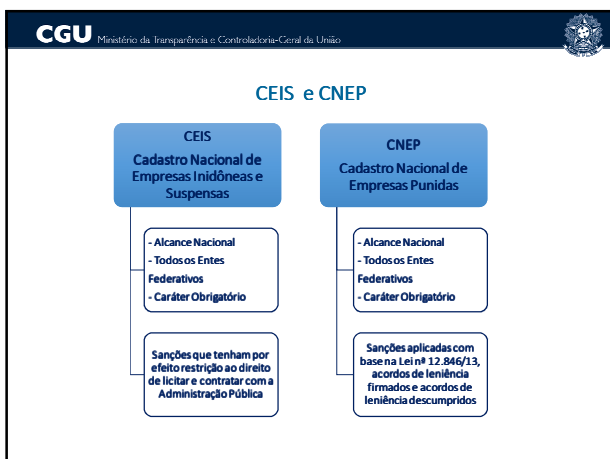 CGU Ministério da Transparência e Controladoria-Geral da União
CEIS e CNEP
CEIS
Cadastro Nacional de
Empresas Inidôneas e
Suspensas
- Alcance Nacional
- Todos os Entes
Federativos
- Caráter Obrigatório
Sanções que tenham por
efeito restrição ao direito
de licitar e contratar com a
Administração Pública
CNEP
Cadastro Nacional de
Empresas Punidas
- Alcance Nacional
- Todos os Entes
Federativos
- Caráter Obrigatório
Sanções aplicadas com
base na Lei nº 12.846/13,
acordos de leniência
firmados e acordos de
leniência descumpridos